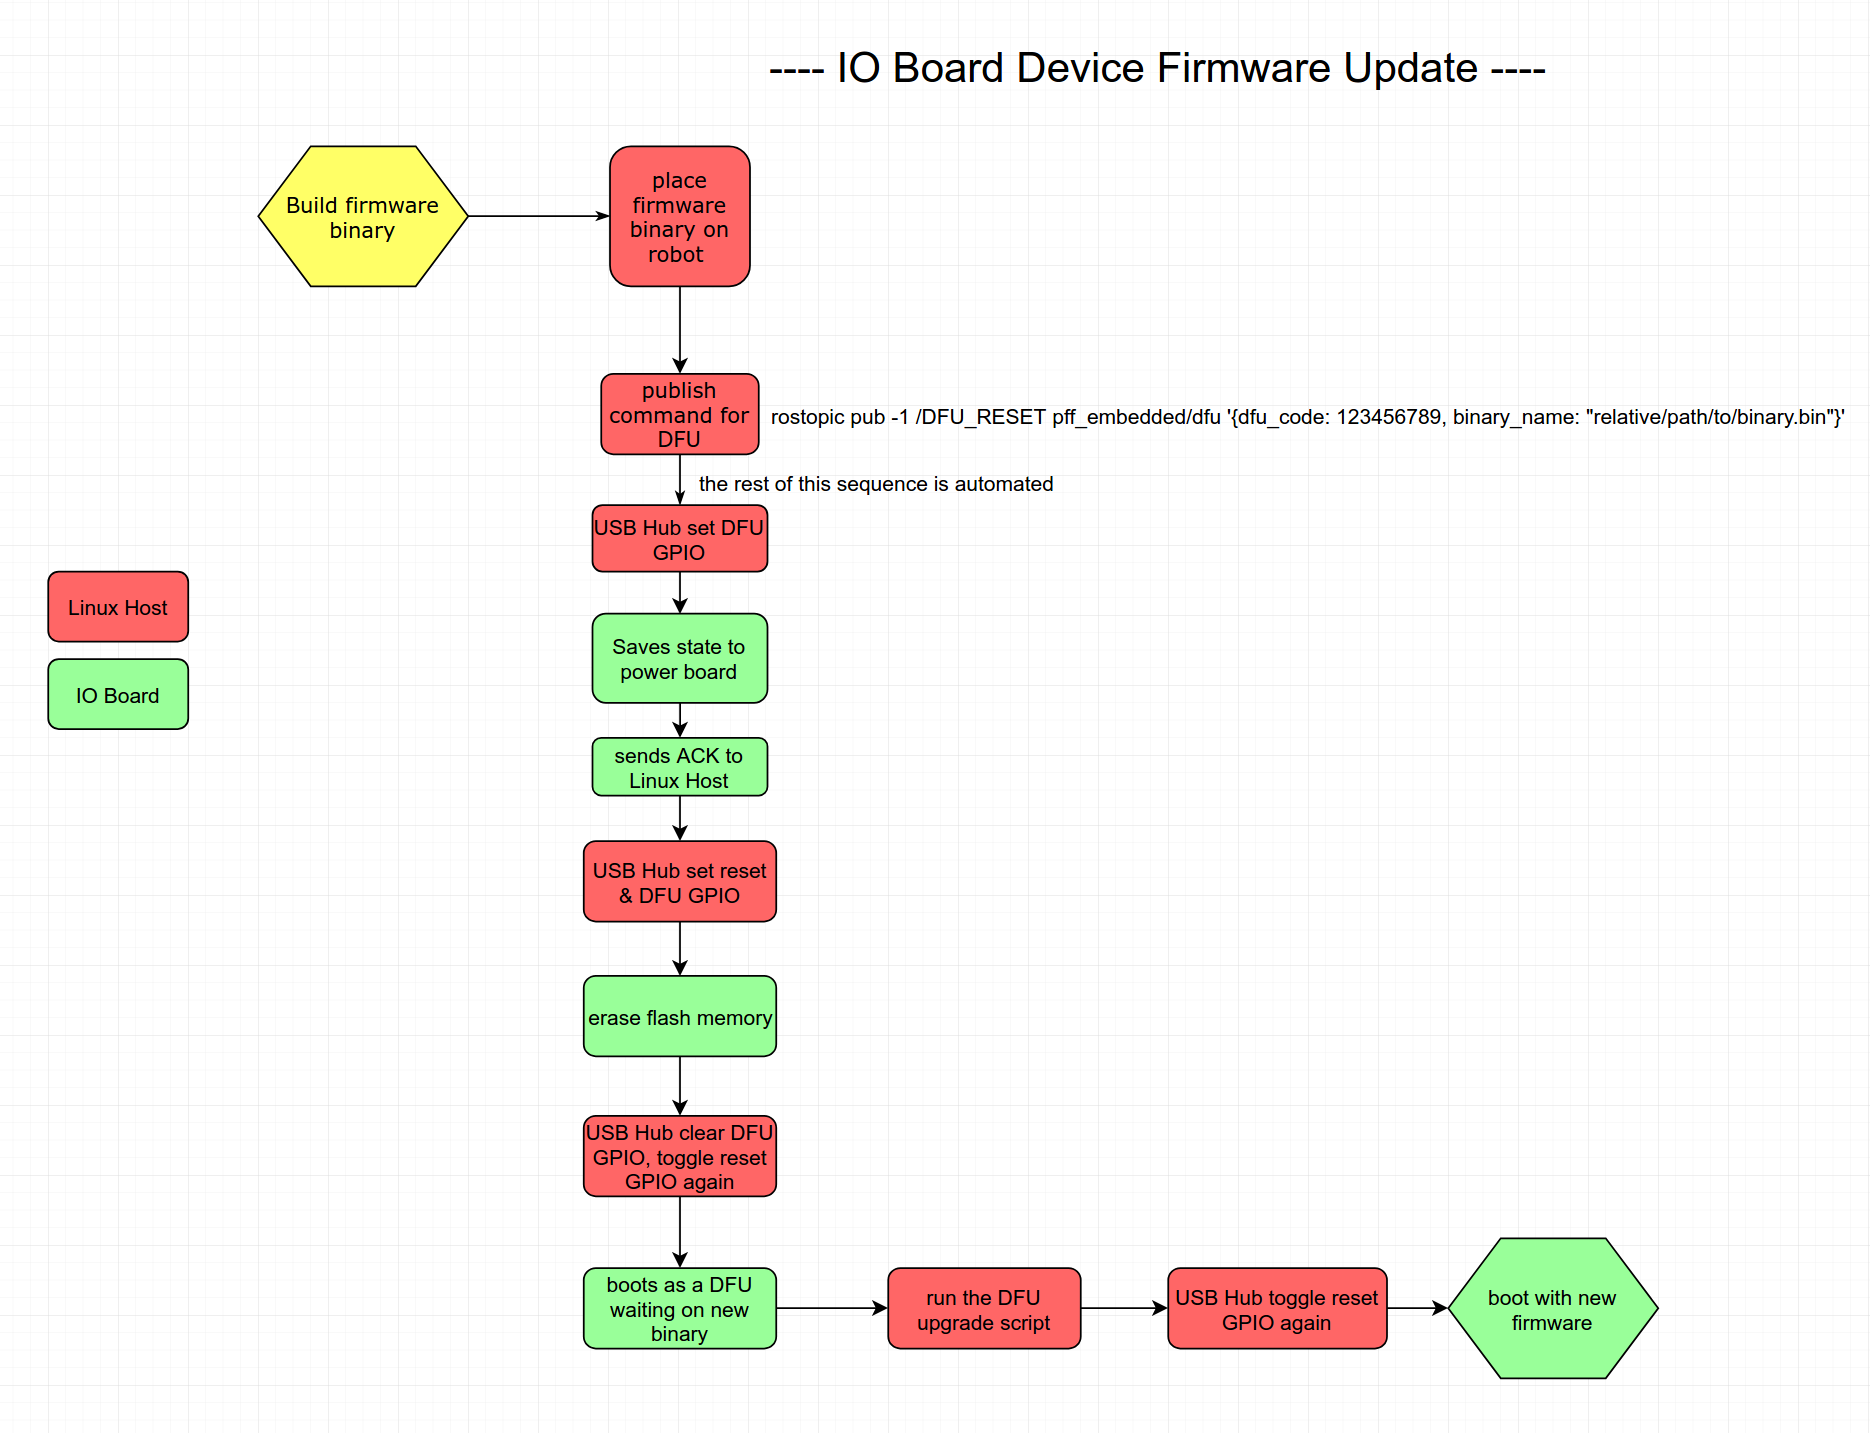 ---- IO Board Device Firmware Update ----
Build firmware
binary
place
firmware
binary on
robot
publish
command for
DFU
rostopic pub -1 /DFU_RESET pff_embedded/dfu '{dfu_code: 123456789, binary_name: "relative/path/to/binary.bin"}'
the rest of this sequence is automated
USB Hub set DFU
GPIO
Linux Host
IO Board
Saves state to
power board
sends ACK to
Linux Host
USB Hub set reset
& DFU GPIO
erase flash memory
USB Hub clear DFU
GPIO, toggle reset
GPIO again
boots as a DFU
waiting on new
binary
run the DFU
upgrade script
USB Hub toggle reset
GPIO again
boot with new
firmware